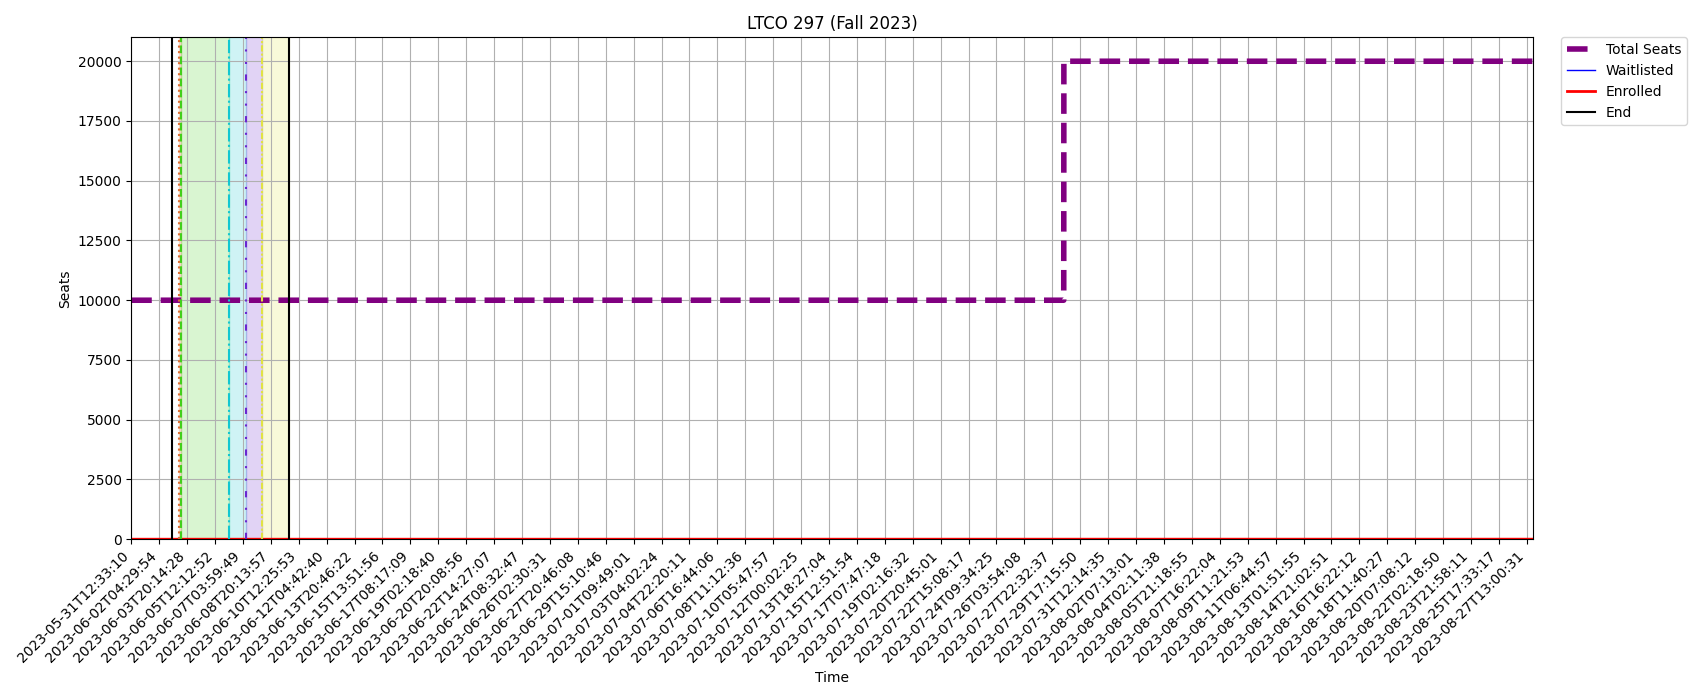 LTCO 297 (Fall 2023)
Total Seats
Waitlisted
Enrolled
End
Seats
20000
17500
15000
12500
10000
7500
5000
2500
0
2023-05-31T12:33:10
2023-06-02T04:29:54
2023-06-03T20:14:28
2023-06-05T12:12:52
2023-06-07T03:59:49
2023-06-08T20:13:57
2023-06-10T12:25:53
2023-06-12T04:42:40
2023-06-13T20:46:22
2023-06-15T13:51:56
2023-06-17T08:17:09
2023-06-19T02:18:40
2023-06-20T20:08:56
2023-06-22T14:27:07
2023-06-24T08:32:47
2023-06-26T02:30:31
2023-06-27T20:46:08
2023-06-29T15:10:46
2023-07-01T09:49:01
2023-07-03T04:02:24
2023-07-04T22:20:11
2023-07-06T16:44:06
2023-07-08T11:12:36
2023-07-10T05:47:57
2023-07-12T00:02:25
2023-07-13T18:27:04
2023-07-15T12:51:54
2023-07-17T07:47:18
2023-07-19T02:16:32
2023-07-20T20:45:01
2023-07-22T15:08:17
2023-07-24T09:34:25
2023-07-26T03:54:08
2023-07-27T22:32:37
2023-07-29T17:15:50
2023-07-31T12:14:35
2023-08-02T07:13:01
2023-08-04T02:11:38
2023-08-05T21:18:55
2023-08-07T16:22:04
2023-08-09T11:21:53
2023-08-11T06:44:57
2023-08-13T01:51:55
2023-08-14T21:02:51
2023-08-16T16:22:12
2023-08-18T11:40:27
2023-08-20T07:08:12
2023-08-22T02:18:50
2023-08-23T21:58:11
2023-08-25T17:33:17
2023-08-27T13:00:31
Time